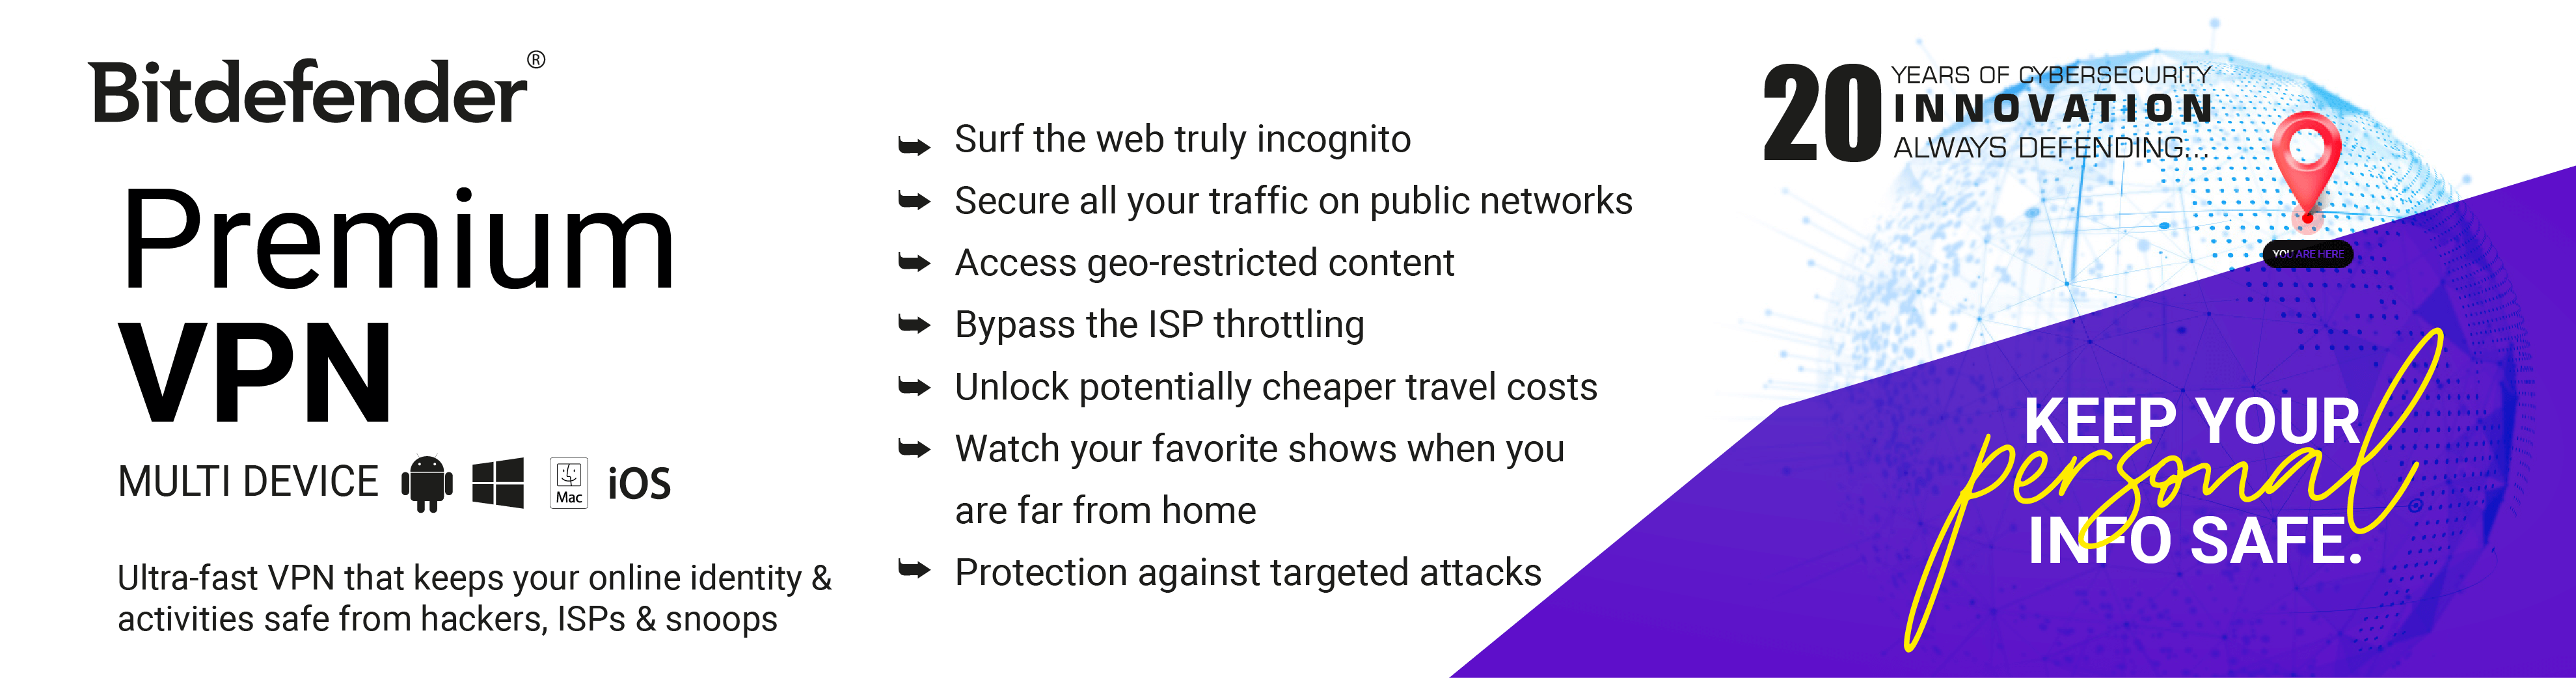 Bitdefender®
Premium
VPN
MULTI DEVICE Mac iOS
Ultra-fast VPN that keeps your online identity &
activities safe from hackers, ISPs & snoops
Surf the web truly incognito
Secure all your traffic on public networks
Access geo-restricted content
Bypass the ISP throttling
Unlock potentially cheaper travel costs
Watch your favorite shows when you
are far from home
Protection against targeted attacks
20 YEARS OF CYBERSECURITY
INNOVATION
ALWAYS DEFENDING...
YOU ARE HERE
KEEP YOUR
personal
INFO SAFE.